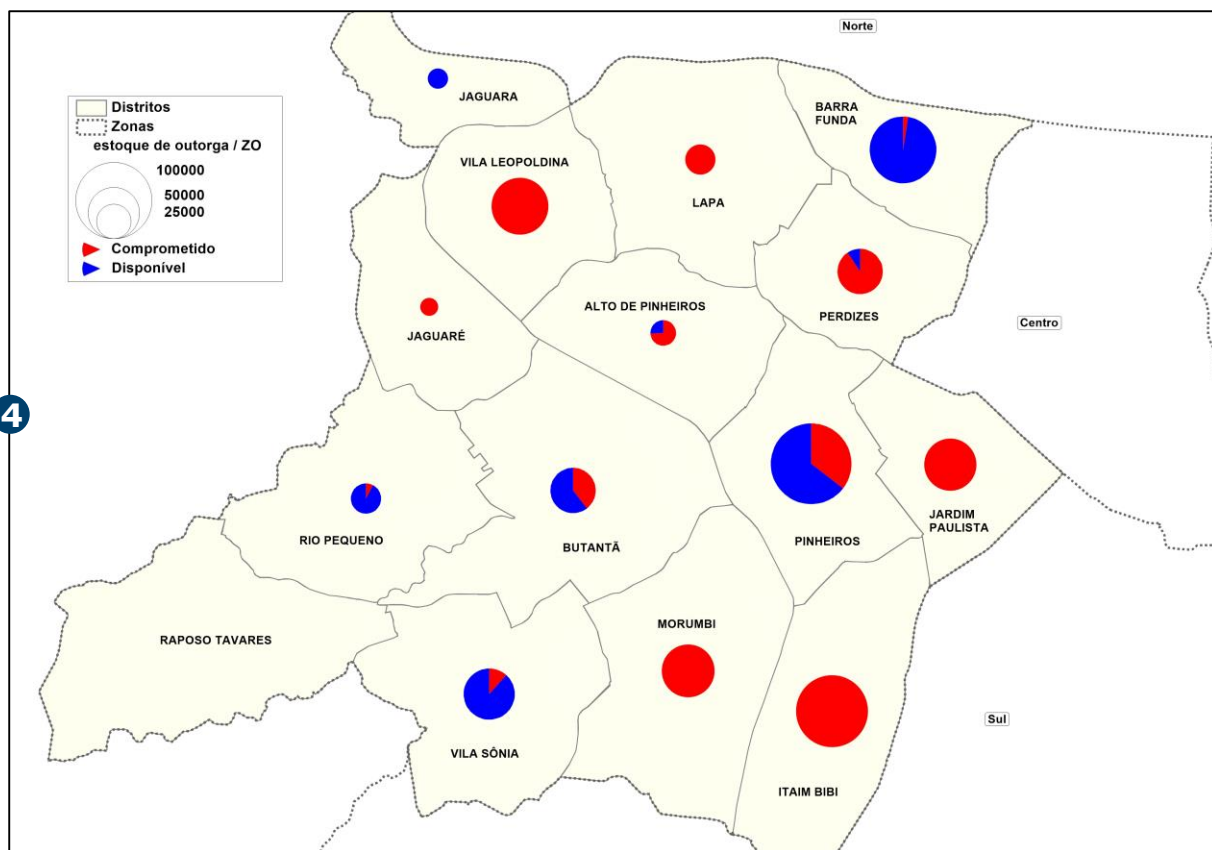 Norte
JAGUARA
Distritos
Zonas
estoque de outorga / ZO
100000
50000
25000
Comprometido
Disponível
BARRA
FUNDA
VILA LEOPOLDINA
LAPA
ALTO DE PINHEIROS
PERDIZES
Centro
JAGUARÉ
4
RIO PEQUENO
BUTANTÃ
PINHEIROS
JARDIM
PAULISTA
RAPOSO TAVARES
MORUMBI
VILA SÔNIA
ITAIM BIBI
Sul